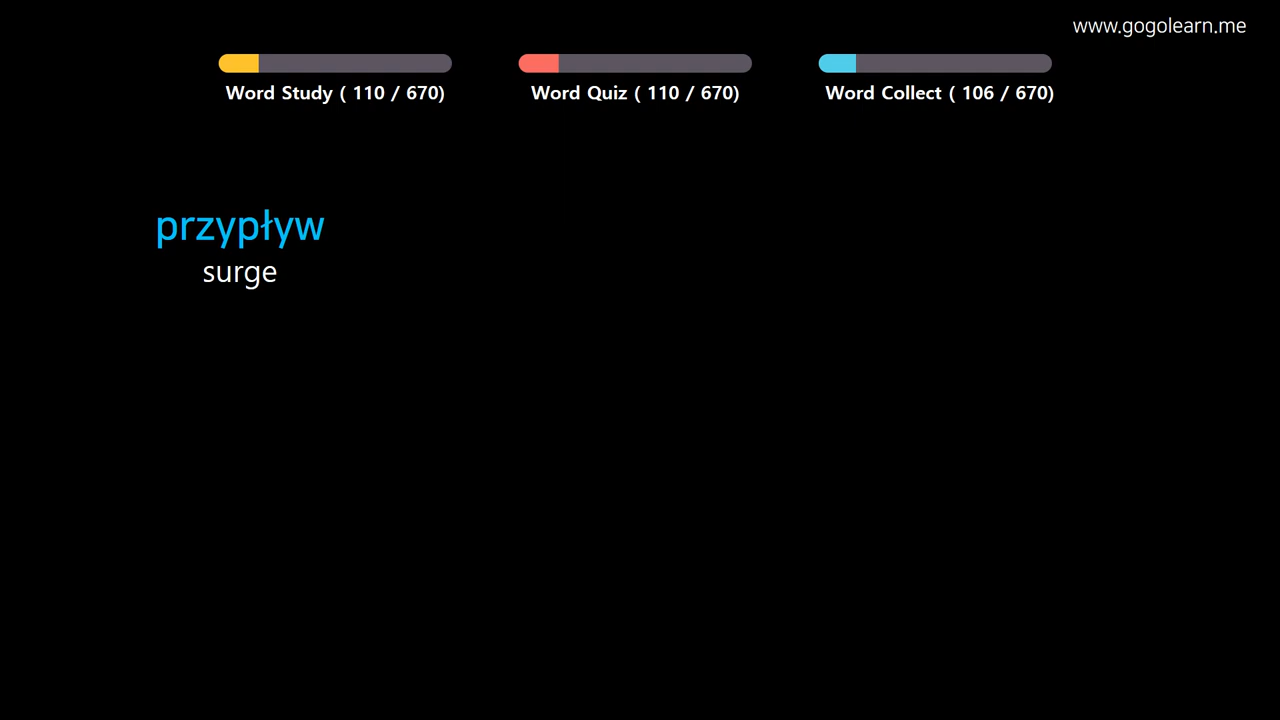 www.gogolearn.me
Word Study ( 110 / 670)
Word Quiz ( 110 / 670)
Word Collect ( 106 / 670)
przypływ
surge